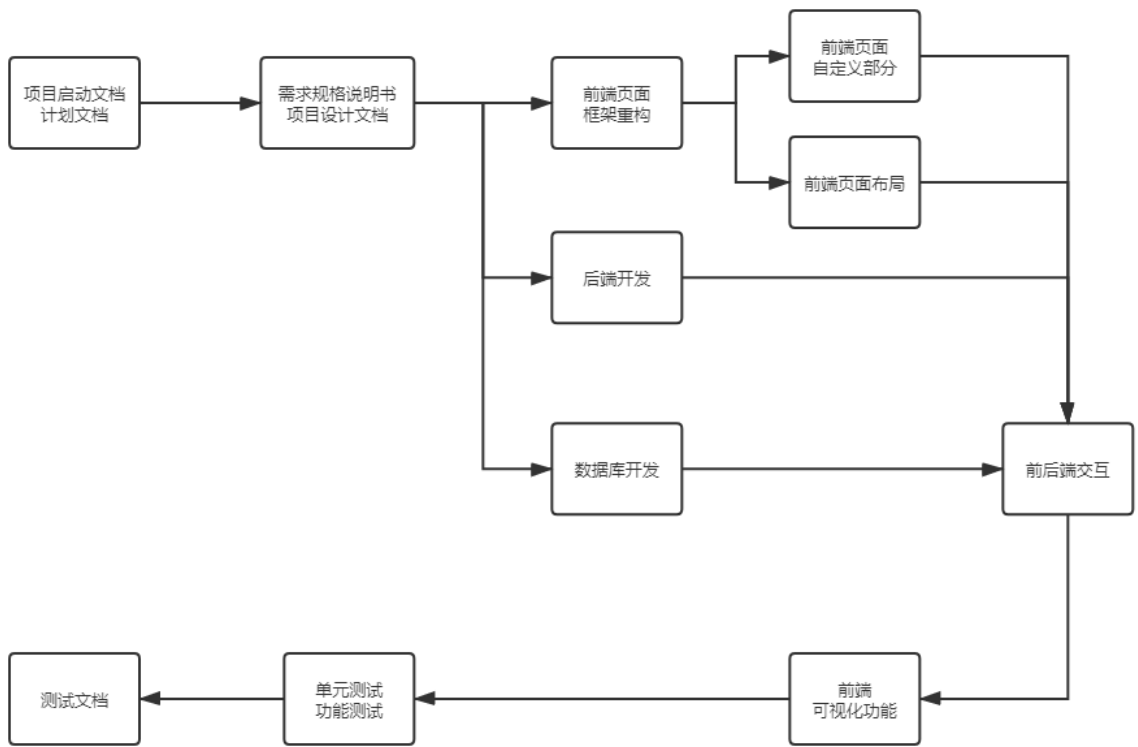 项目启动文档
计划文档
需求规格说明书
项目设计文档
前端页面
框架重构
前端页面
自定义部分
前端页面布局
后端开发
数据库开发
前后端交互
前端
可视化功能
单元测试
功能测试
测试文档